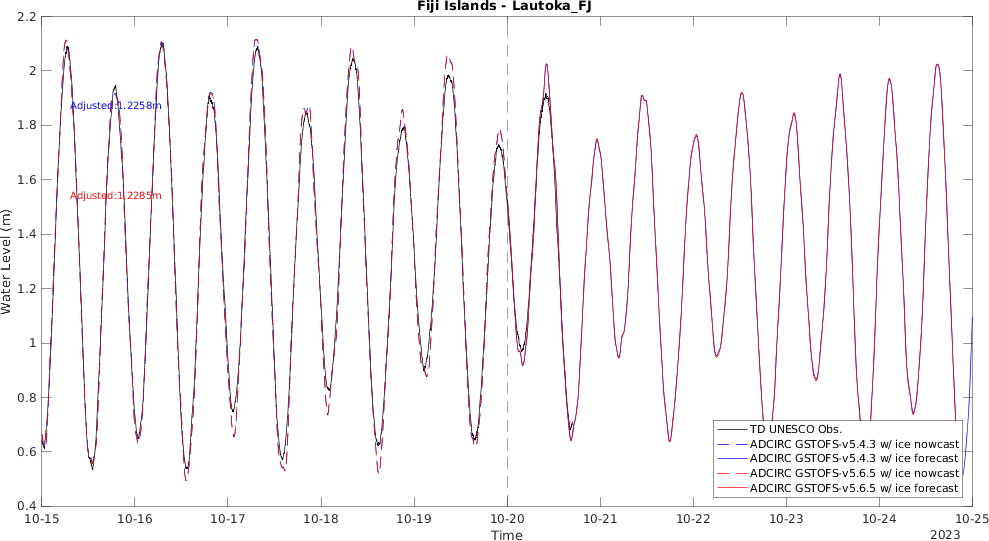 Fiji Islands - Lautoka_FJ
2.2
2
1.8
1.6
1.4
1.2
1
0.8
0.6
0.4
Water Level (m)
Adjusted:1.2258m
Adjusted:1.2285m
TD UNESCO Obs.
ADCIRC GSTOFS-v5.4.3 w/ ice nowcast
ADCIRC GSTOFS-v5.4.3 w/ ice forecast
ADCIRC GSTOFS-v5.6.5 w/ ice nowcast
ADCIRC GSTOFS-v5.6.5 w/ ice forecast
10-15 10-16 10-17 10-18 10-19 10-20 10-21 10-22 10-23 10-24 10-25
Time
2023